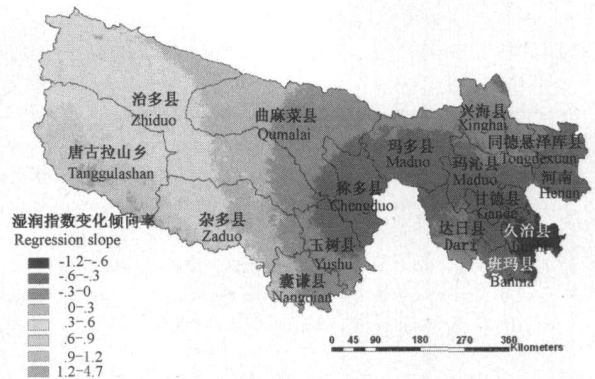 治多县
Zhiduo
曲麻菜县
Qumalai
兴海县
Xinghai
同德县泽库县
Tongdexuan
玛多县
Maduo
玛沁县
Maduo
河南
Henan
唐古拉山乡
Tanggulashan
称多县
Chengduo
甘德县
Gande
久治县
达日县
Dari
杂多县
Zaduo
玉树县
Yushu
班玛县
Banma
囊谦县
Nangqian
湿润指数变化倾向率
Regression slope
-1.2–-.6
-.6–-.3
-.3–0
0–.3
.3–.6
.6–.9
.9–1.2
1.2–4.7
0 45 90 180 270 360
Kilometers